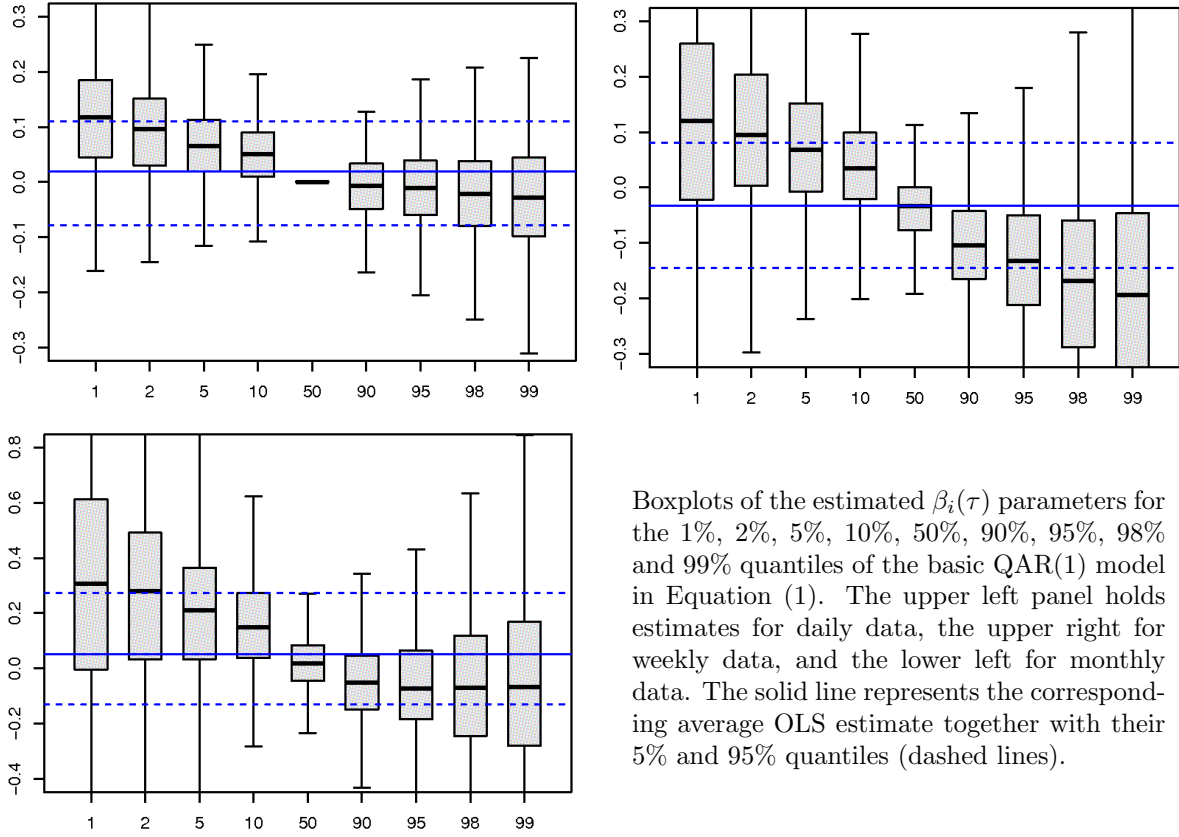 0.3
0.2
0.1
0.0
−0.1
−0.2
−0.3
1 2 5 10 50 90 95 98 99
0.3
0.2
0.1
0.0
−0.1
−0.2
−0.3
1 2 5 10 50 90 95 98 99
0.8
0.6
0.4
0.2
0.0
−0.2
−0.4
1 2 5 10 50 90 95 98 99
Boxplots of the estimated βi(τ) parameters for
the 1%, 2%, 5%, 10%, 50%, 90%, 95%, 98%
and 99% quantiles of the basic QAR(1) model
in Equation (1). The upper left panel holds
estimates for daily data, the upper right for
weekly data, and the lower left for monthly
data. The solid line represents the correspond-
ing average OLS estimate together with their
5% and 95% quantiles (dashed lines).